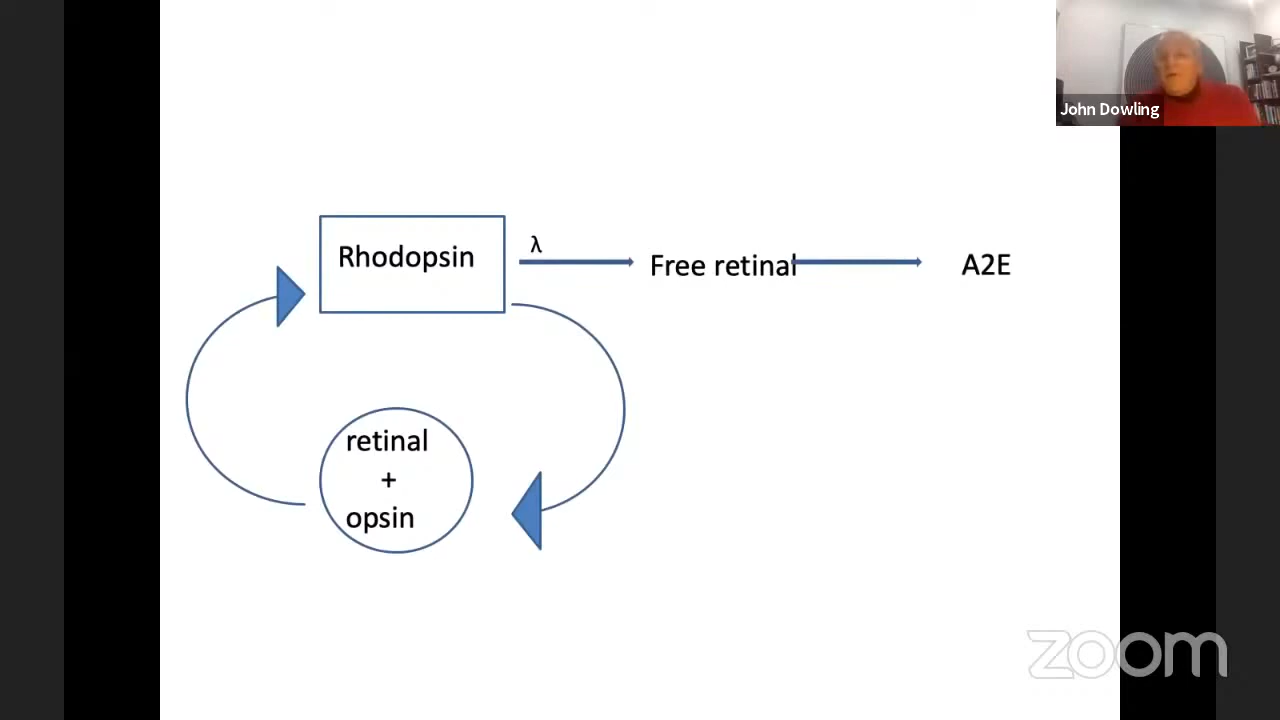 John Dowling
Rhodopsin
λ
Free retinal
A2E
retinal
+
opsin
zoom